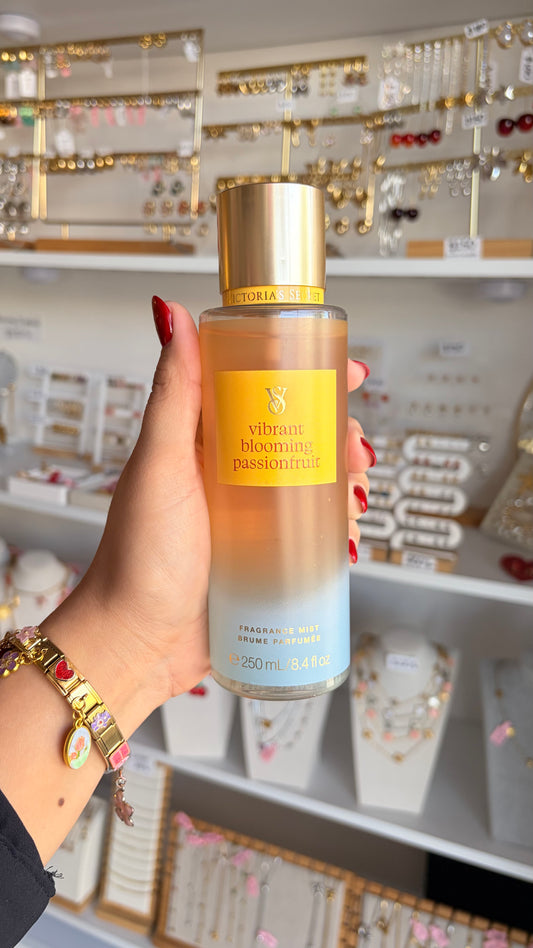 VICTORIA'S SECRET
VS
vibrant
blooming
passionfruit
FRAGRANCE MIST
BRUME PARFUMÉE
℮ 250 mL/8.4 fl oz